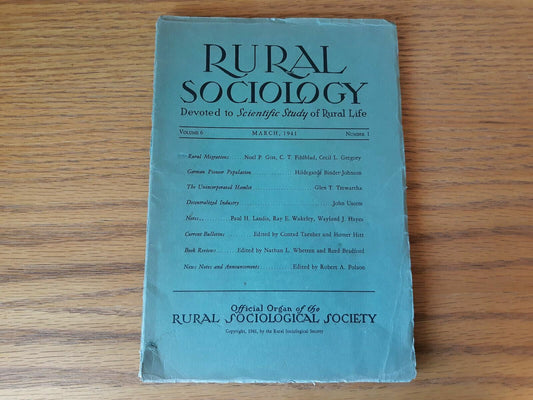 RURAL
SOCIOLOGY
Devoted to Scientific Study of Rural Life
VOLUME 6 MARCH, 1941 NUMBER 1
Rural Migrations Noel P. Gist, C. T. Pihlblad, Cecil L. Gregory
German Pioneer Population Hildegard Binder Johnson
The Unincorporated Hamlet Glen T. Trewartha
Decentralized Industry John Useem
Notes Paul H. Landis, Ray E. Wakeley, Wayland J. Hayes
Current Bulletins Edited by Conrad Taeuber and Homer Hitt
Book Reviews Edited by Nathan L. Whetten and Reed Bradford
News Notes and Announcements Edited by Robert A. Polson
Official Organ of the
RURAL SOCIOLOGICAL SOCIETY
Copyright, 1941, by the Rural Sociological Society